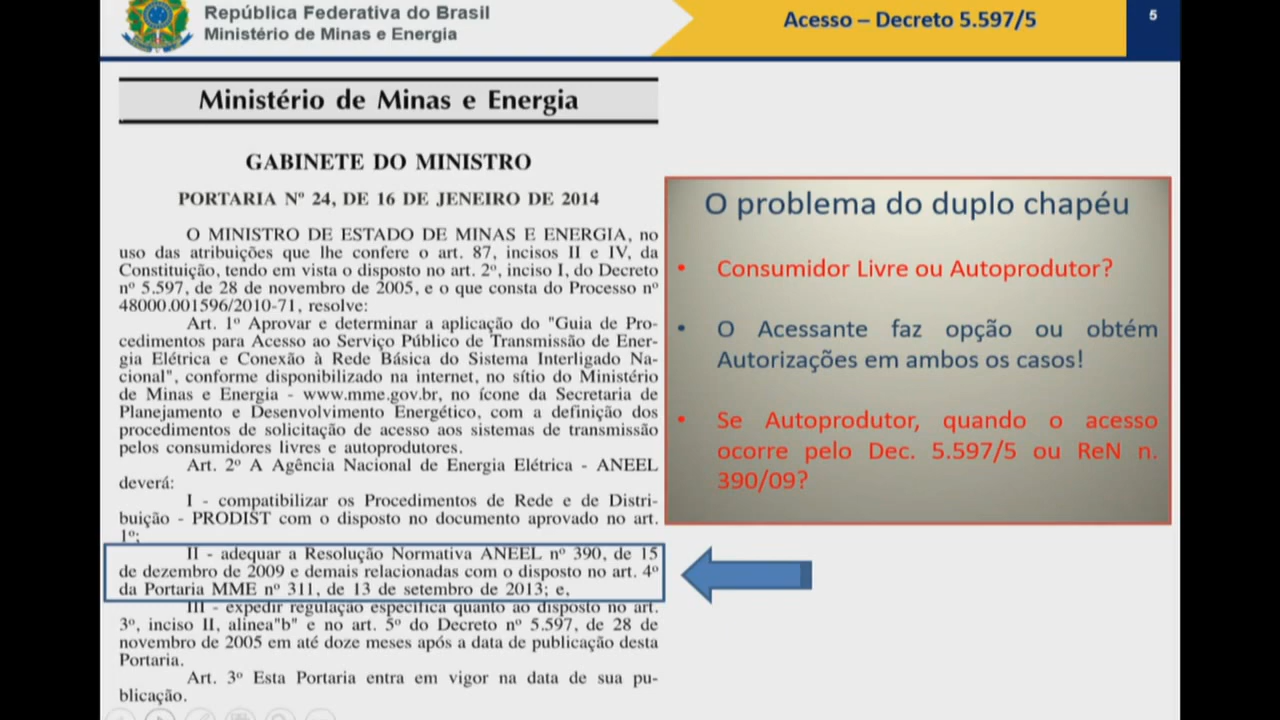 República Federativa do Brasil
Ministério de Minas e Energia
Acesso – Decreto 5.597/5
5
Ministério de Minas e Energia
GABINETE DO MINISTRO
PORTARIA Nº 24, DE 16 DE JENEIRO DE 2014
O MINISTRO DE ESTADO DE MINAS E ENERGIA, no
uso das atribuições que lhe confere o art. 87, incisos II e IV, da
Constituição, tendo em vista o disposto no art. 2º, inciso I, do Decreto
nº 5.597, de 28 de novembro de 2005, e o que consta do Processo nº
48000.001596/2010-71, resolve:
Art. 1º Aprovar e determinar a aplicação do "Guia de Pro-
cedimentos para Acesso ao Serviço Público de Transmissão de Ener-
gia Elétrica e Conexão à Rede Básica do Sistema Interligado Na-
cional", conforme disponibilizado na internet, no sítio do Ministério
de Minas e Energia - www.mme.gov.br, no ícone da Secretaria de
Planejamento e Desenvolvimento Energético, com a definição dos
procedimentos de solicitação de acesso aos sistemas de transmissão
pelos consumidores livres e autoprodutores.
Art. 2º A Agência Nacional de Energia Elétrica - ANEEL
deverá:
I - compatibilizar os Procedimentos de Rede e de Distri-
buição - PRODIST com o disposto no documento aprovado no art.
1º;
II - adequar a Resolução Normativa ANEEL nº 390, de 15
de dezembro de 2009 e demais relacionadas com o disposto no art. 4º
da Portaria MME nº 311, de 13 de setembro de 2013; e,
III - expedir regulação específica quanto ao disposto no art.
3º, inciso II, alínea"b" e no art. 5º do Decreto nº 5.597, de 28 de
novembro de 2005 em até doze meses após a data de publicação desta
Portaria.
Art. 3º Esta Portaria entra em vigor na data de sua pu-
blicação.
O problema do duplo chapéu
• Consumidor Livre ou Autoprodutor?
• O Acessante faz opção ou obtém
Autorizações em ambos os casos!
• Se Autoprodutor, quando o acesso
ocorre pelo Dec. 5.597/5 ou ReN n.
390/09?